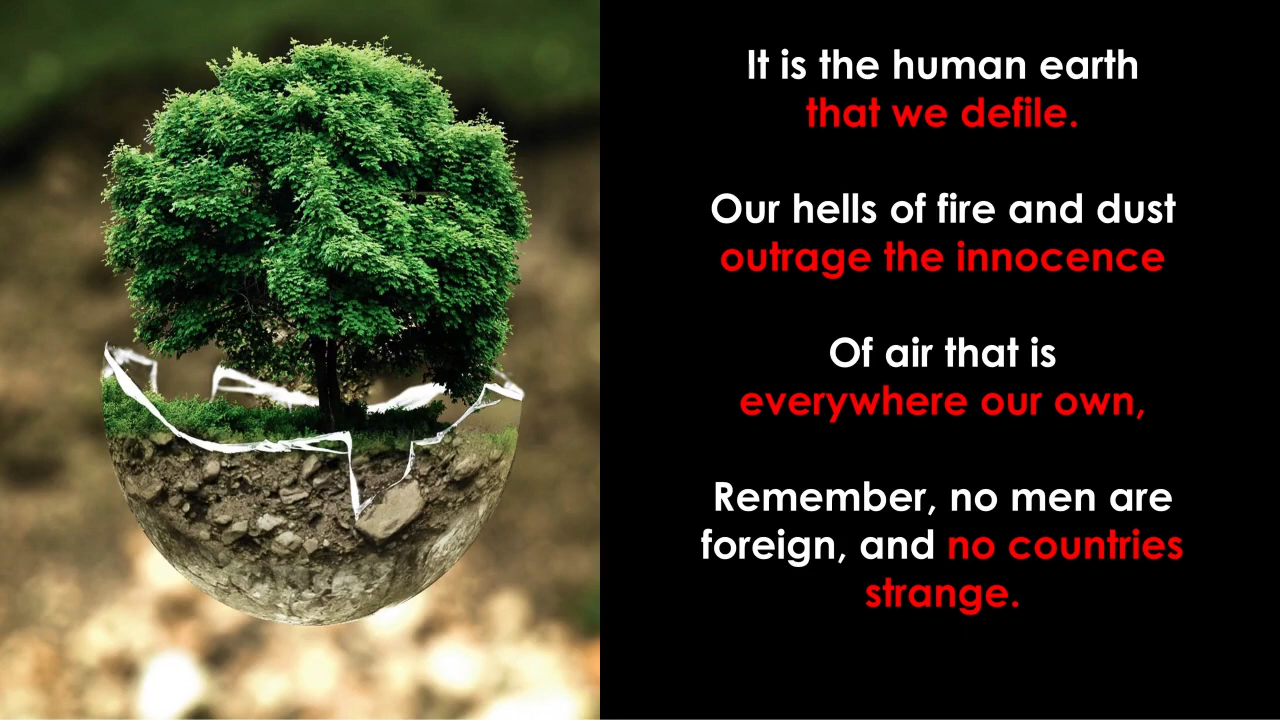 It is the human earth
that we defile.
Our hells of fire and dust
outrage the innocence
Of air that is
everywhere our own,
Remember, no men are
foreign, and no countries
strange.